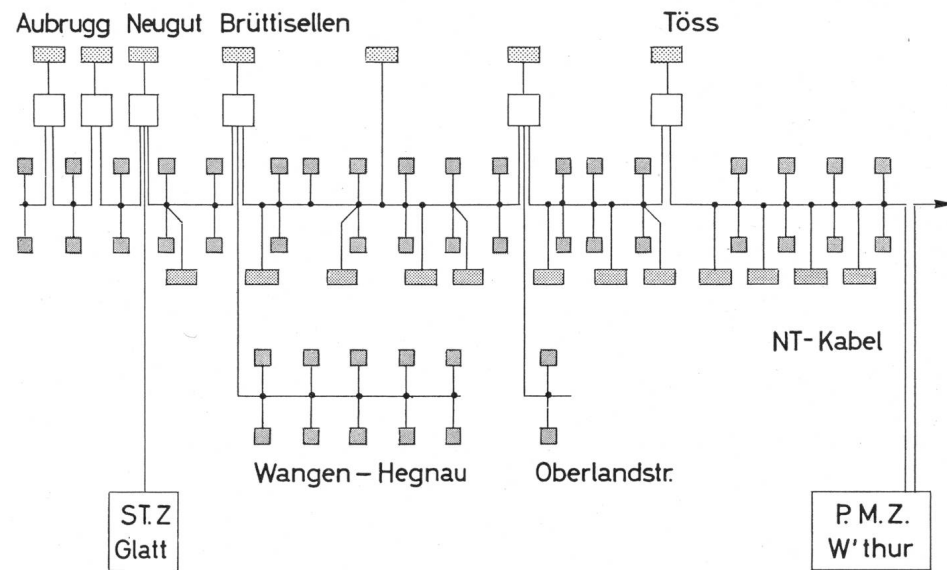 Aubrugg Neugut Brüttisellen Töss
NT-Kabel
Wangen – Hegnau Oberlandstr.
ST. Z
Glatt
P. M. Z.
W'thur